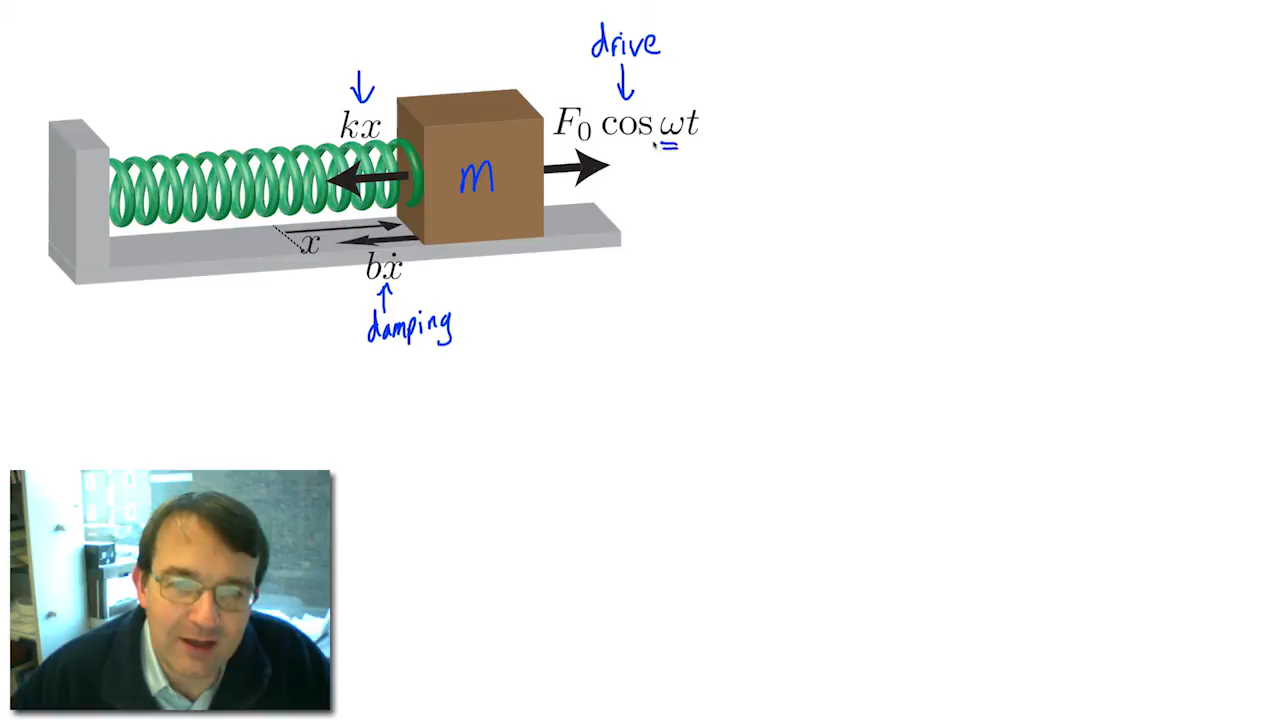 drive
kx
F₀ cos ωt
m
x
bẋ
damping